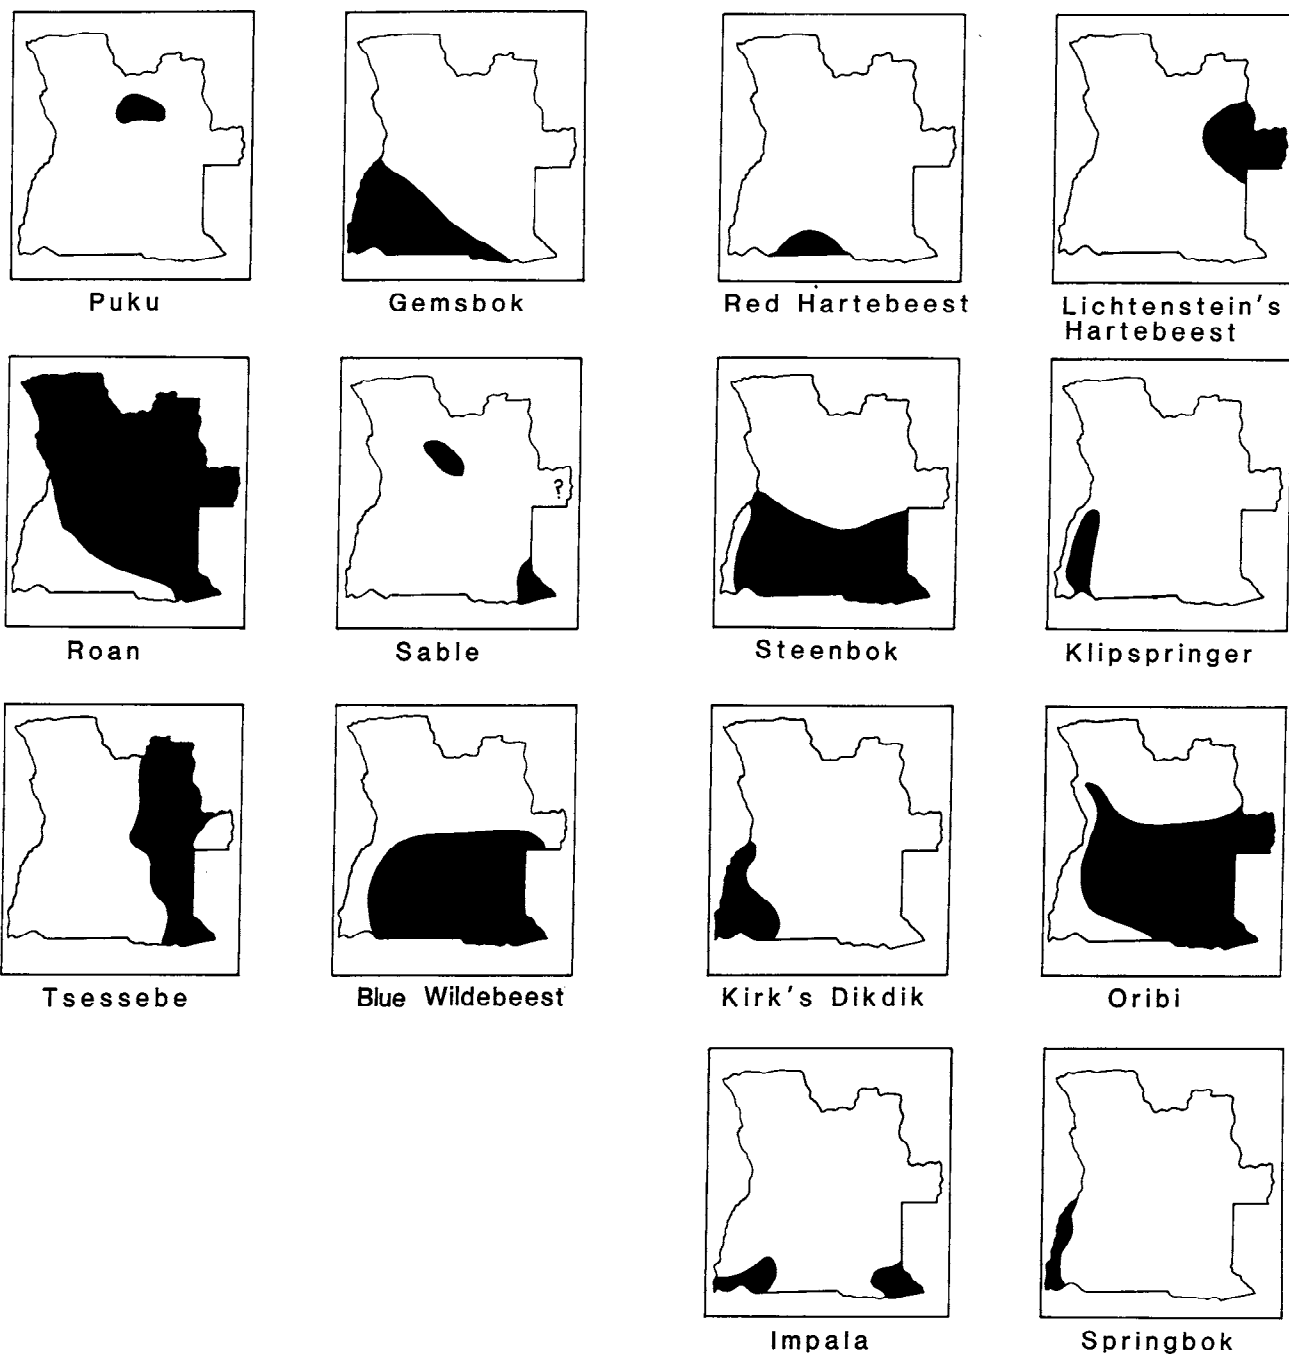 Puku
Gemsbok
Red Hartebeest
Lichtenstein's
Hartebeest
?
Roan
Sable
Steenbok
Klipspringer
Tsessebe
Blue Wildebeest
Kirk's Dikdik
Oribi
Impala
Springbok